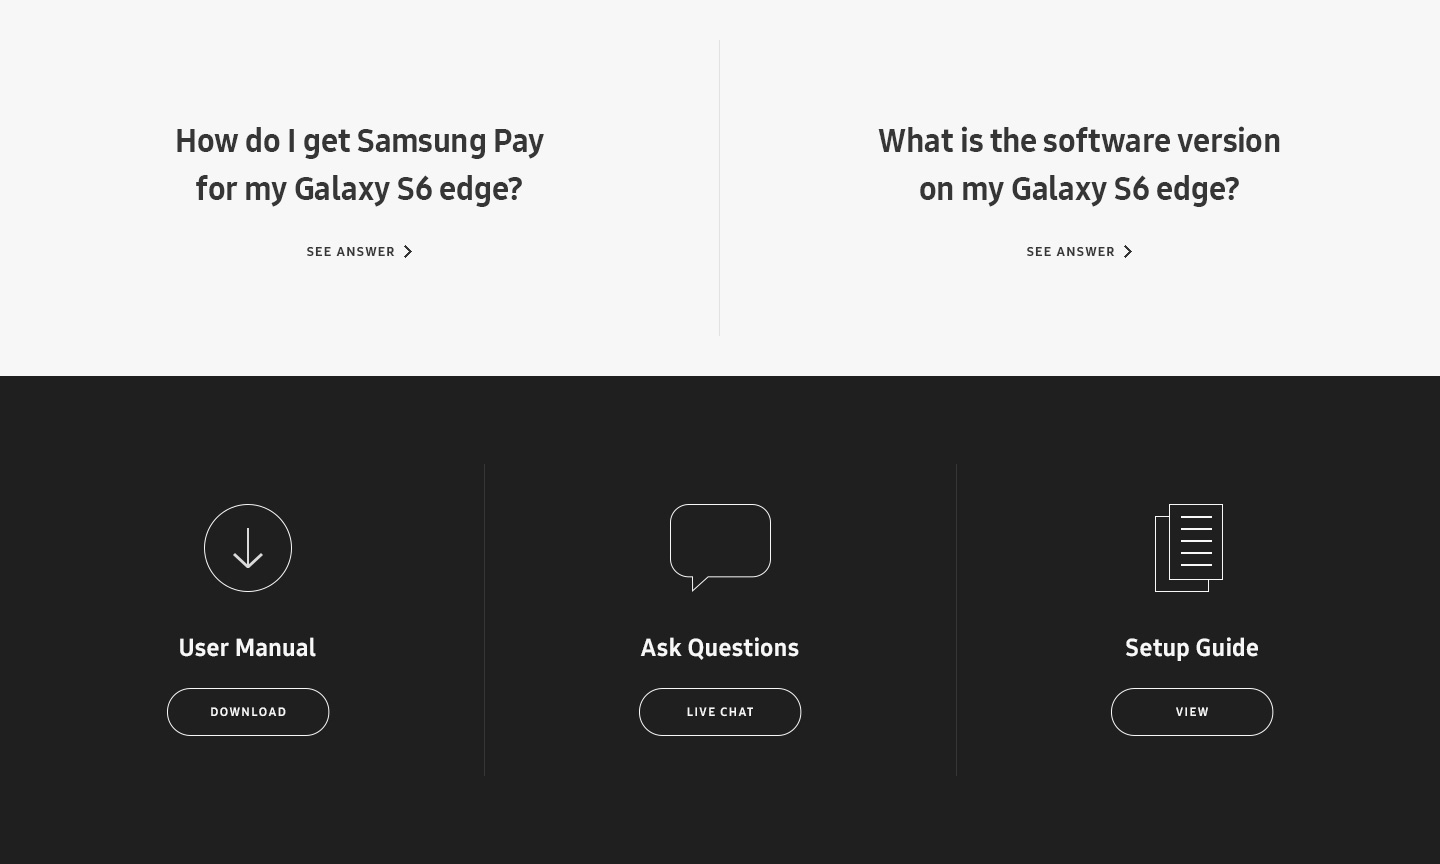 How do I get Samsung Pay
for my Galaxy S6 edge?
SEE ANSWER
What is the software version
on my Galaxy S6 edge?
SEE ANSWER
User Manual
DOWNLOAD
Ask Questions
LIVE CHAT
Setup Guide
VIEW